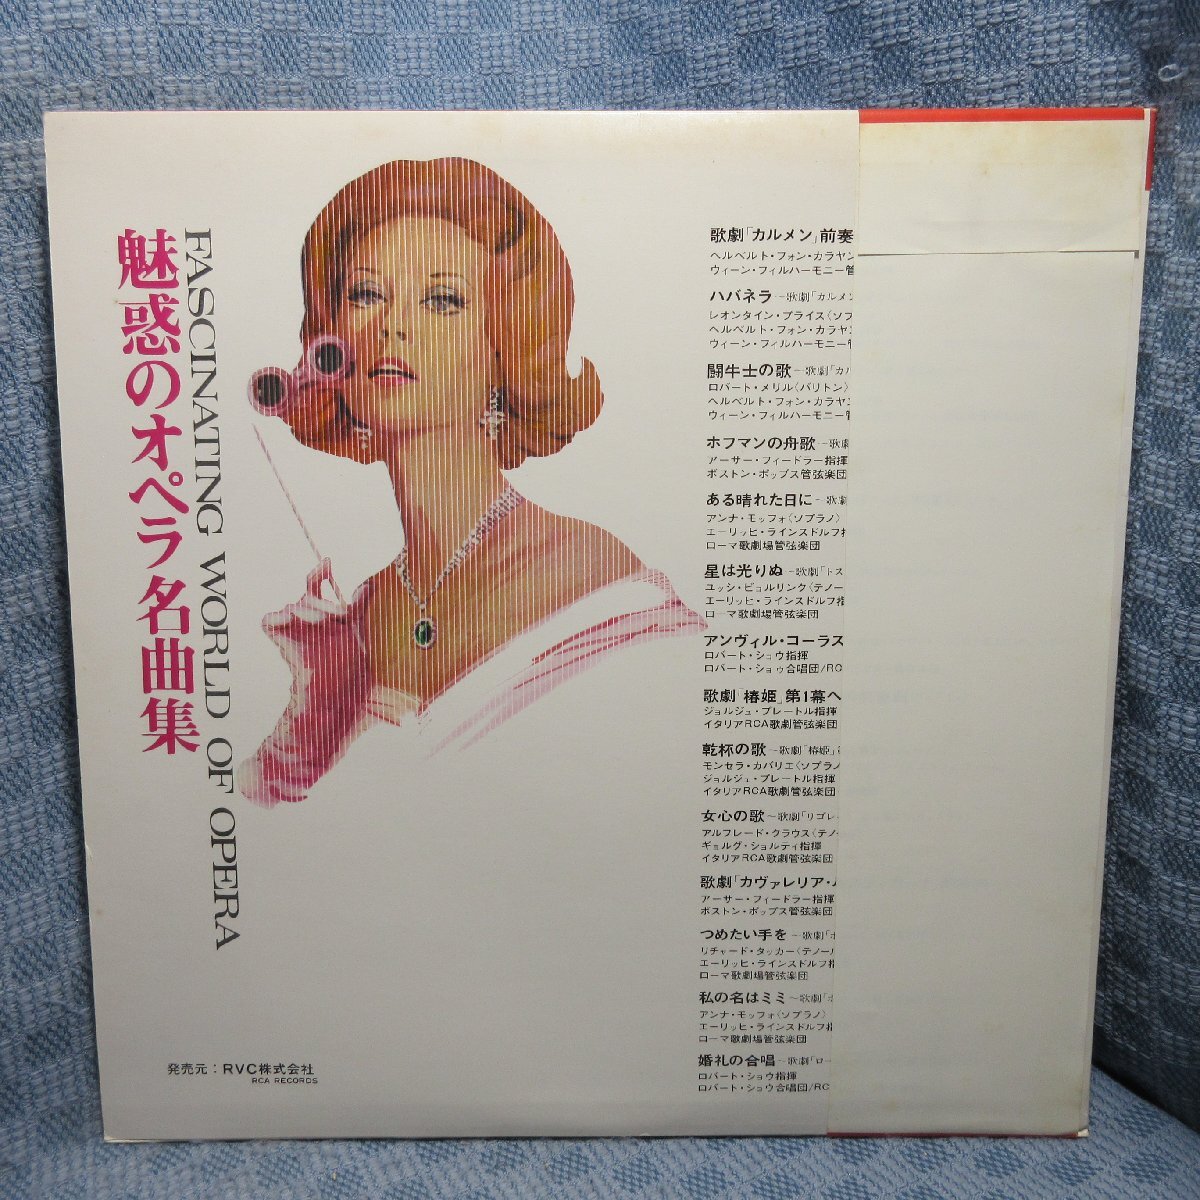 魅惑のオペラ名曲集
FASCINATING WORLD OF OPERA
歌劇「カルメン」前奏
ヘルベルト・フォン・カラヤン
ウィーン・フィルハーモニー管
ハバネラ～歌劇「カルメン
レオンタイン・プライス(ソプ
ヘルベルト・フォン・カラヤ
ウィーン・フィルハーモニー管
闘牛士の歌～歌劇「カル
ロバート・メリル(バリトン)
ヘルベルト・フォン・カラヤ
ウィーン・フィルハーモニー管
ホフマンの舟歌～歌劇
アーサー・フィードラー指揮
ボストン・ポップス管弦楽団
ある晴れた日に～歌劇
アンナ・モッフォ(ソプラノ)
エーリッヒ・ラインスドルフ
ローマ歌劇場管弦楽団
星は光りぬ～歌劇「トス
ユッシ・ビョルリンク(テノー
エーリッヒ・ラインスドルフ指
ローマ歌劇場管弦楽団
アンヴィル・コーラス
ロバート・ショウ指揮
ロバート・ショウ合唱団/RC
歌劇「椿姫」第1幕へ
ジョルジュ・プレートル指揮
イタリアRCA歌劇管弦楽団
乾杯の歌～歌劇「椿姫」
モンセラ・カバリエ(ソプラノ
ジョルジュ・プレートル指揮
イタリアRCA歌劇管弦楽団
女心の歌～歌劇「リゴレ
アルフレード・クラウス(テノ
ギョルグ・ショルティ指揮
イタリアRCA歌劇管弦楽団
歌劇「カヴァレリア・
アーサー・フィードラー指揮
ボストン・ポップス管弦楽団
つめたい手を～歌劇「ボ
リチャード・タッカー(テノール
エーリッヒ・ラインスドルフ指
ローマ歌劇場管弦楽団
私の名はミミ～歌劇「ボ
アンナ・モッフォ(ソプラノ)
エーリッヒ・ラインスドルフ指
ローマ歌劇場管弦楽団
婚礼の合唱～歌劇「ロー
ロバート・ショウ指揮
ロバート・ショウ合唱団/RC
発売元：RVC株式会社
RCA RECORDS